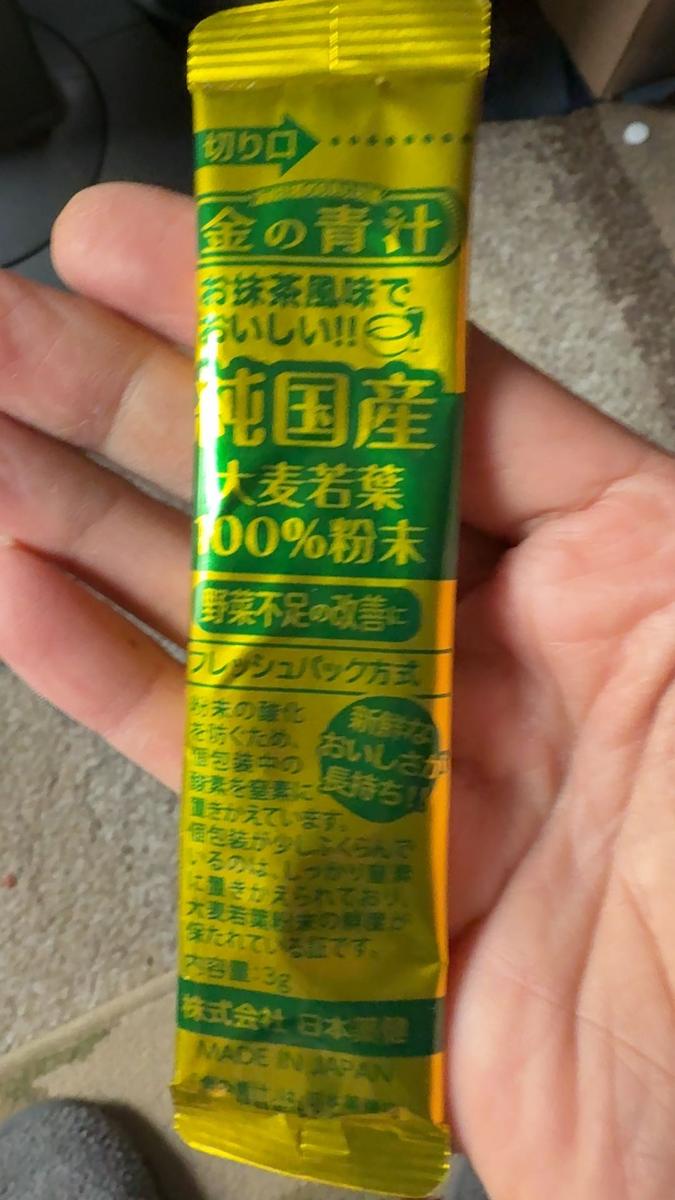 切り口
金の青汁
お抹茶風味で
おいしい!!
純国産
大麦若葉
100%粉末
野菜不足の改善に
フレッシュパック方式
粉末の酸化
を防ぐため、
個包装中の
酸素を窒素に
置きかえています。
個包装が少しふくらんで
いるのは、しっかり窒素
に置きかえられており、
大麦若葉粉末の鮮度が
保たれている証です。
新鮮な
おいしさが
長持ち!!
内容量:3g
株式会社 日本薬健
MADE IN JAPAN